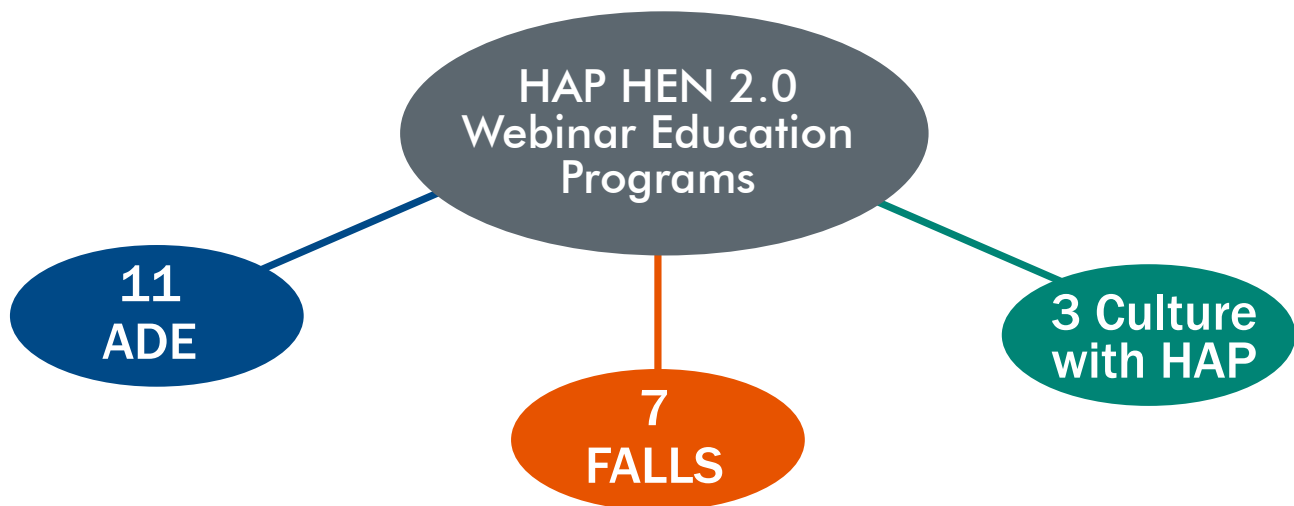 HAP HEN 2.0
Webinar Education
Programs
11
ADE
7
FALLS
3 Culture
with HAP